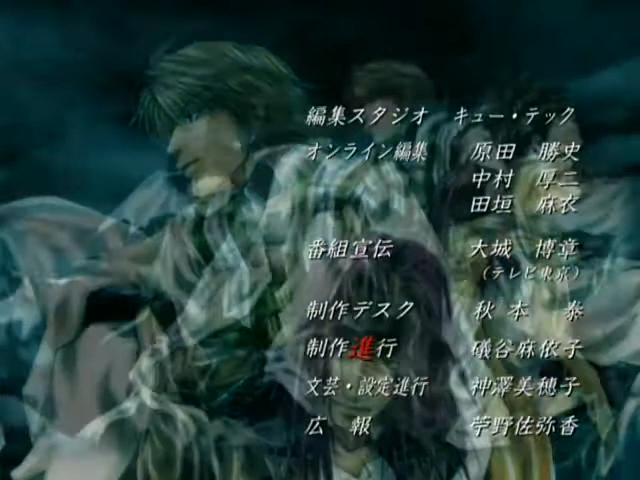 編集スタジオ キュー・テック
オンライン編集 原田 勝史
中村 厚二
田垣 麻衣
番組宣伝 大城 博章
(テレビ東京)
制作デスク 秋本 泰
制作進行 礒谷麻依子
文芸・設定進行 神澤美穂子
広報 苧野佐弥香